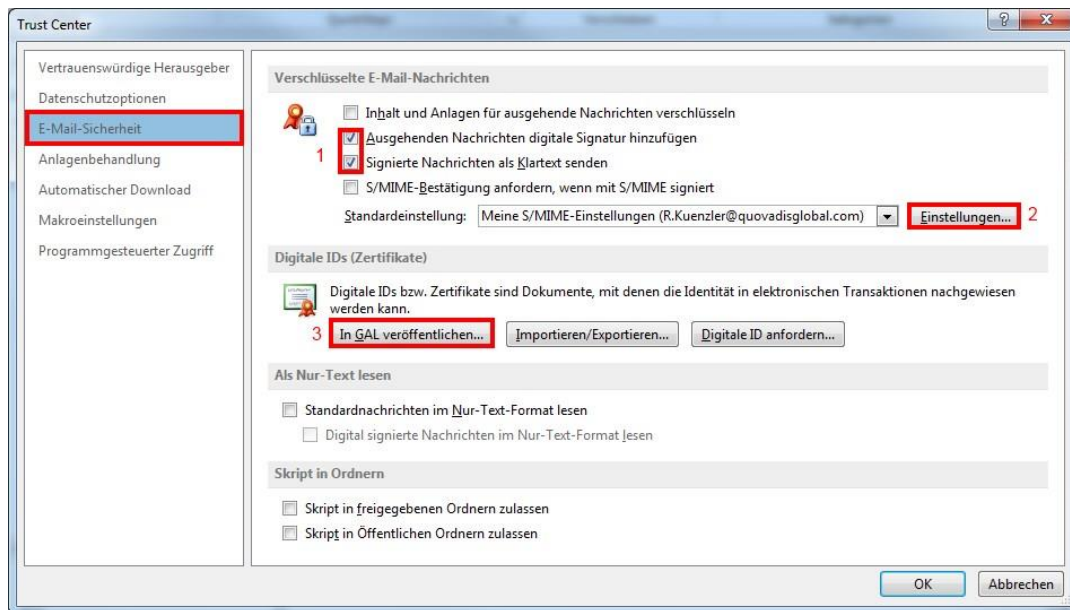 Trust Center
Vertrauenswürdige Herausgeber
Datenschutzoptionen
E-Mail-Sicherheit
Anlagenbehandlung
Automatischer Download
Makroeinstellungen
Programmgesteuerter Zugriff
Verschlüsselte E-Mail-Nachrichten
Inhalt und Anlagen für ausgehende Nachrichten verschlüsseln
1
Ausgehenden Nachrichten digitale Signatur hinzufügen
Signierte Nachrichten als Klartext senden
S/MIME-Bestätigung anfordern, wenn mit S/MIME signiert
Standardeinstellung: Meine S/MIME-Einstellungen (R.Kuenzler@quovadisglobal.com) Einstellungen... 2
Digitale IDs (Zertifikate)
Digitale IDs bzw. Zertifikate sind Dokumente, mit denen die Identität in elektronischen Transaktionen nachgewiesen
werden kann.
3 In GAL veröffentlichen... Importieren/Exportieren... Digitale ID anfordern...
Als Nur-Text lesen
Standardnachrichten im Nur-Text-Format lesen
Digital signierte Nachrichten im Nur-Text-Format lesen
Skript in Ordnern
Skript in freigegebenen Ordnern zulassen
Skript in Öffentlichen Ordnern zulassen
OK Abbrechen